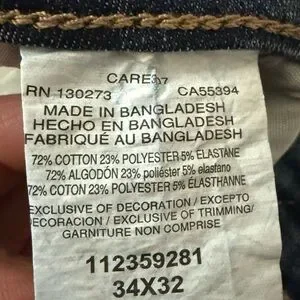 CARE37
RN 130273 CA55394
MADE IN BANGLADESH
HECHO EN BANGLADESH
FABRIQUÉ AU BANGLADESH
72% COTTON 23% POLYESTER 5% ELASTANE
72% ALGODÓN 23% poliéster 5% elastano
72% COTON 23% POLYESTER 5% ÉLASTHANNE
EXCLUSIVE OF DECORATION / EXCEPTO
DECORACION / EXCLUSIVE OF TRIMMING/
GARNITURE NON COMPRISE
112359281
34X32